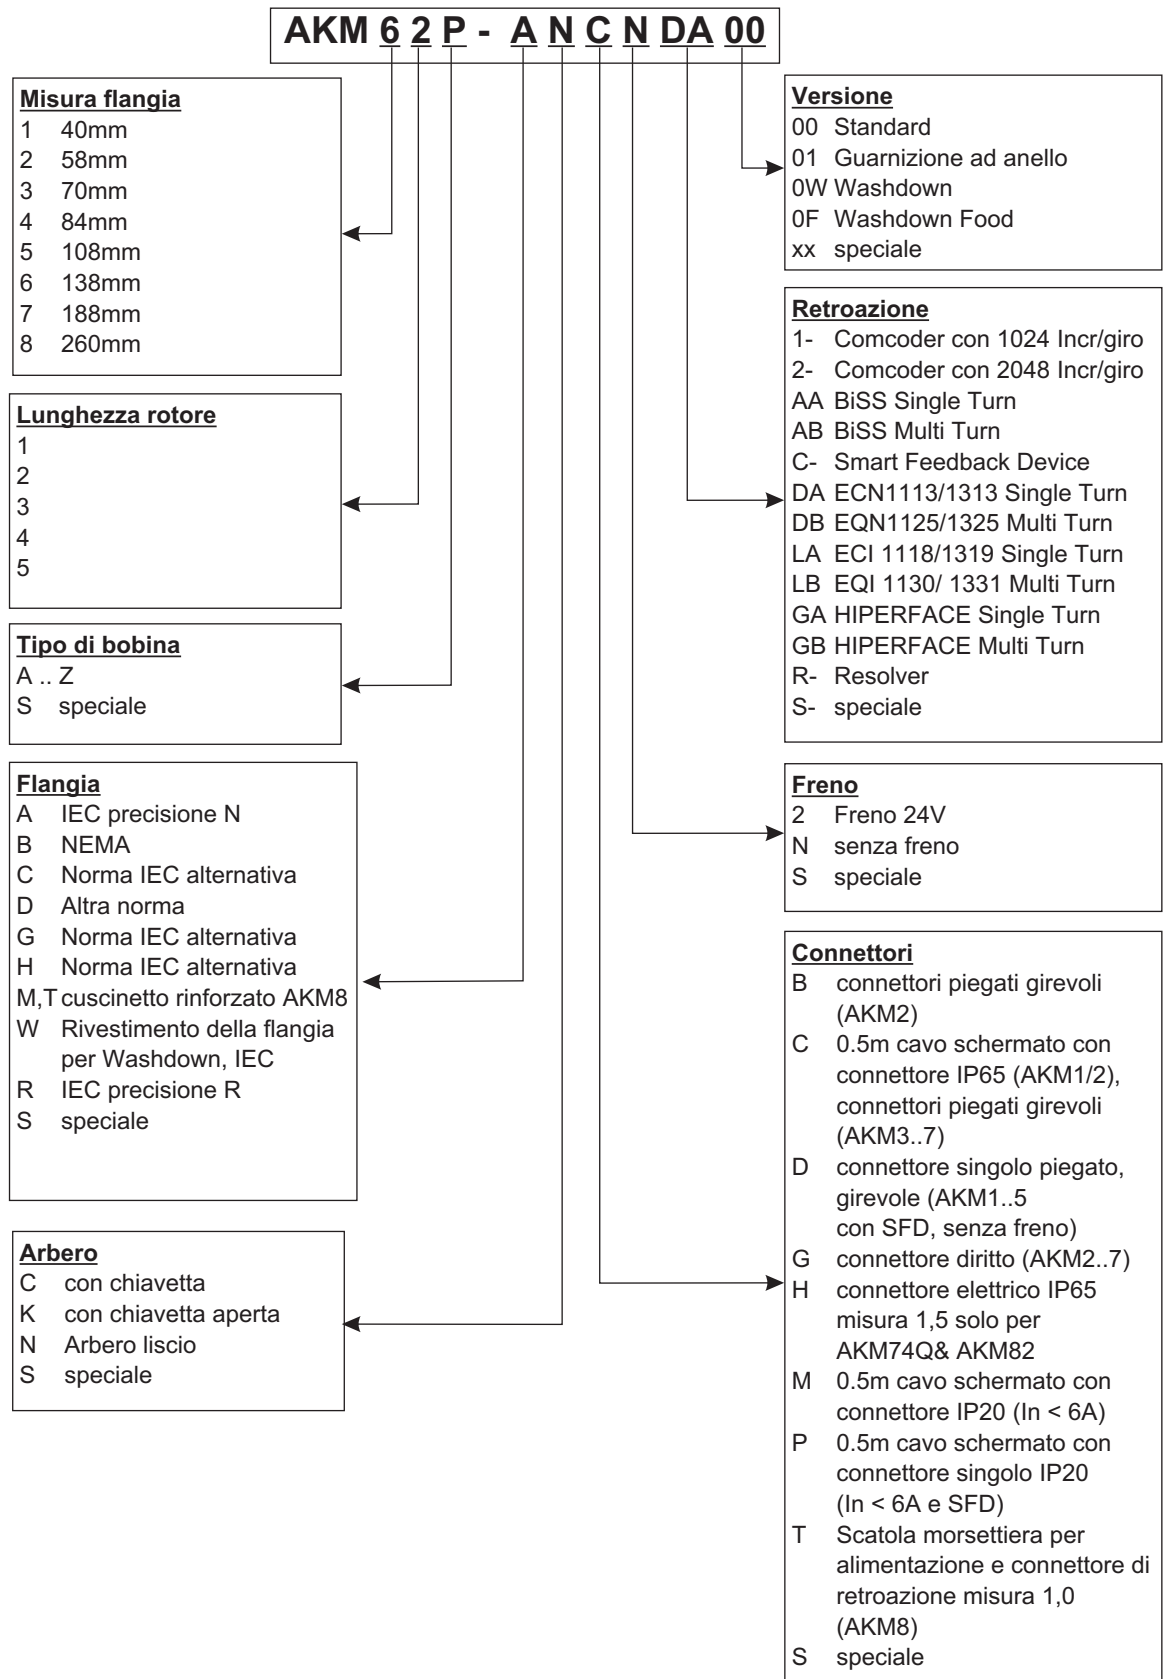 AKM 6 2 P - A N C N DA 00
Misura flangia
1 40mm
2 58mm
3 70mm
4 84mm
5 108mm
6 138mm
7 188mm
8 260mm
Lunghezza rotore
1
2
3
4
5
Tipo di bobina
A .. Z
S speciale
Flangia
A IEC precisione N
B NEMA
C Norma IEC alternativa
D Altra norma
G Norma IEC alternativa
H Norma IEC alternativa
M,T cuscinetto rinforzato AKM8
W Rivestimento della flangia
per Washdown, IEC
R IEC precisione R
S speciale
Arbero
C con chiavetta
K con chiavetta aperta
N Arbero liscio
S speciale
Versione
00 Standard
01 Guarnizione ad anello
0W Washdown
0F Washdown Food
xx speciale
Retroazione
1- Comcoder con 1024 Incr/giro
2- Comcoder con 2048 Incr/giro
AA BiSS Single Turn
AB BiSS Multi Turn
C- Smart Feedback Device
DA ECN1113/1313 Single Turn
DB EQN1125/1325 Multi Turn
LA ECI 1118/1319 Single Turn
LB EQI 1130/ 1331 Multi Turn
GA HIPERFACE Single Turn
GB HIPERFACE Multi Turn
R- Resolver
S- speciale
Freno
2 Freno 24V
N senza freno
S speciale
Connettori
B connettori piegati girevoli
(AKM2)
C 0.5m cavo schermato con
connettore IP65 (AKM1/2),
connettori piegati girevoli
(AKM3..7)
D connettore singolo piegato,
girevole (AKM1..5
con SFD, senza freno)
G connettore diritto (AKM2..7)
H connettore elettrico IP65
misura 1,5 solo per
AKM74Q& AKM82
M 0.5m cavo schermato con
connettore IP20 (In < 6A)
P 0.5m cavo schermato con
connettore singolo IP20
(In < 6A e SFD)
T Scatola morsettiera per
alimentazione e connettore di
retroazione misura 1,0
(AKM8)
S speciale